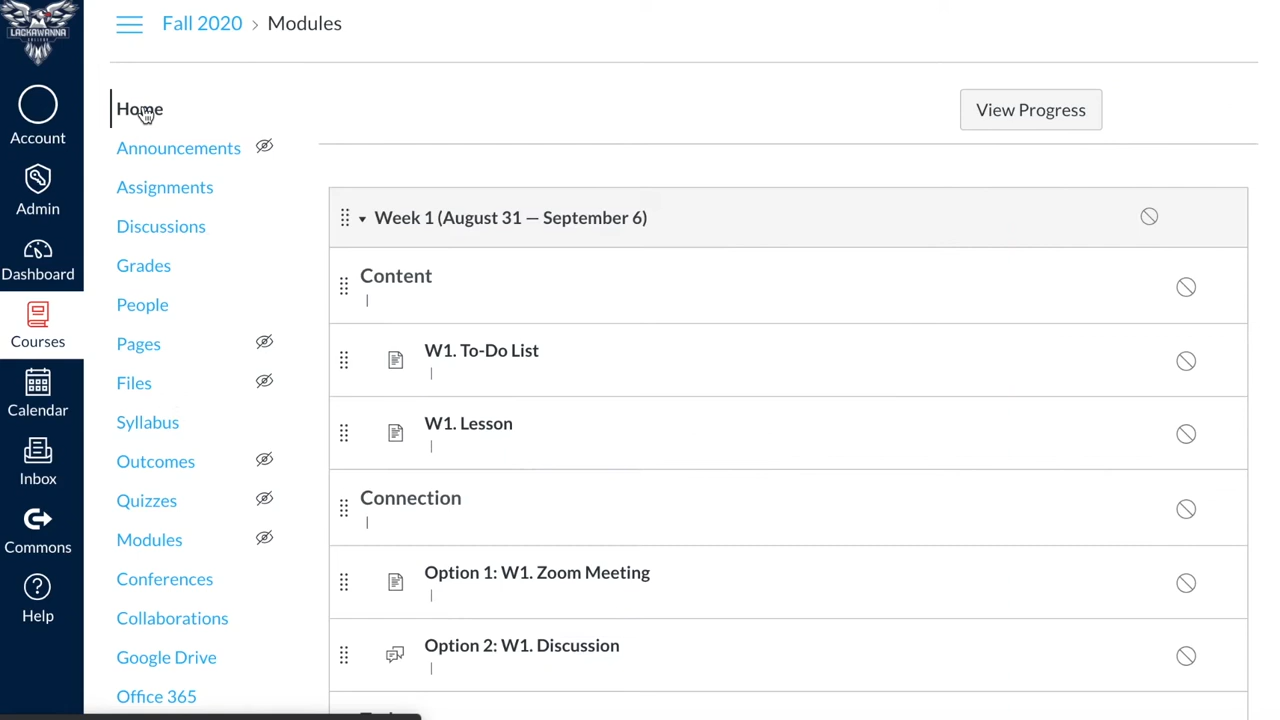 LACKAWANNA
COLLEGE
Account
Admin
Dashboard
Courses
Calendar
Inbox
Commons
Help
Fall 2020 > Modules
Home
Announcements
Assignments
Discussions
Grades
People
Pages
Files
Syllabus
Outcomes
Quizzes
Modules
Conferences
Collaborations
Google Drive
Office 365
View Progress
Week 1 (August 31 — September 6)
Content
|
W1. To-Do List
|
W1. Lesson
|
Connection
|
Option 1: W1. Zoom Meeting
|
Option 2: W1. Discussion
|